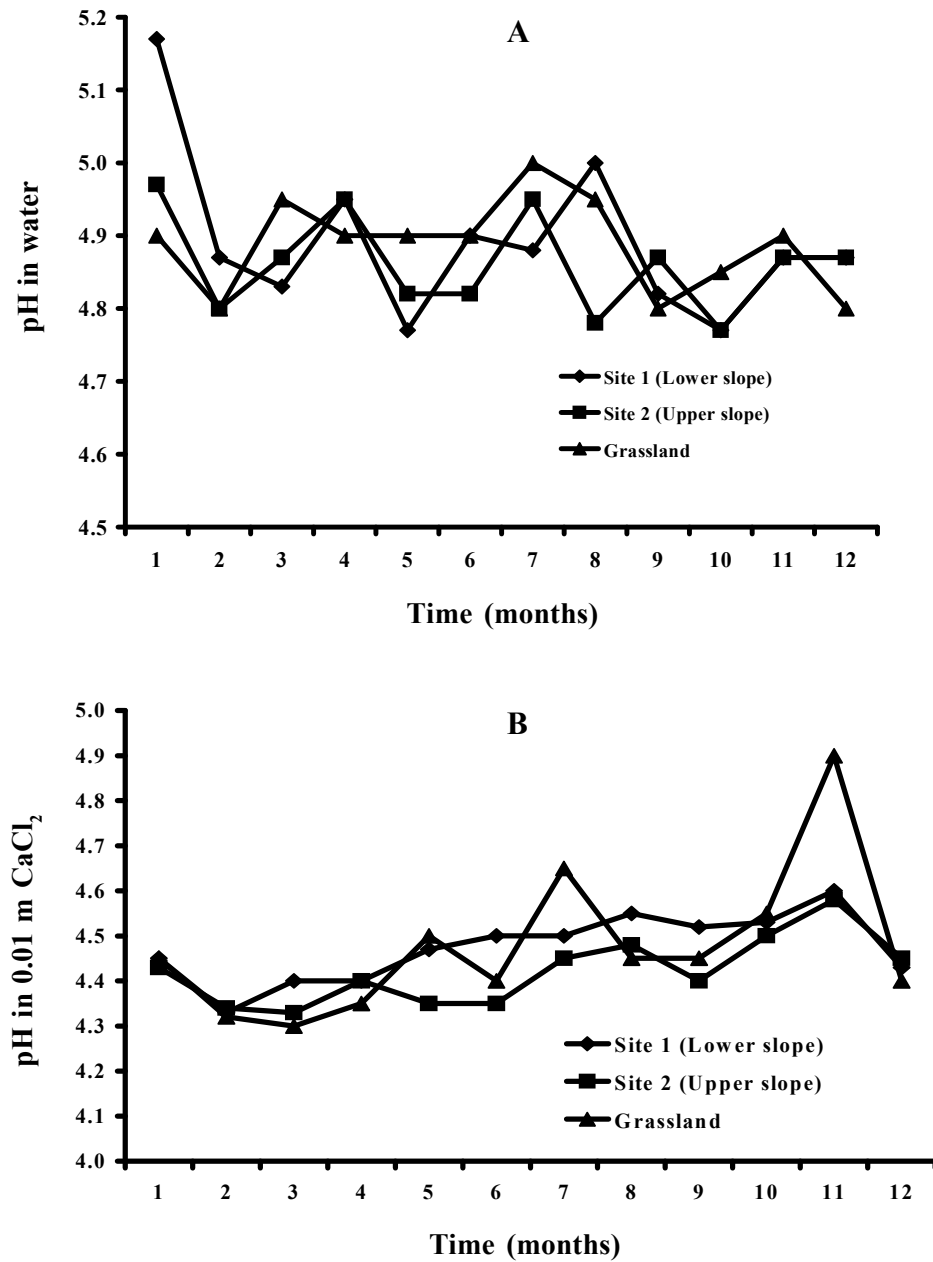 A
5.2
5.1
5.0
4.9
4.8
4.7
4.6
4.5
pH in water
Site 1 (Lower slope)
Site 2 (Upper slope)
Grassland
1 2 3 4 5 6 7 8 9 10 11 12
Time (months)
B
5.0
4.9
4.8
4.7
4.6
4.5
4.4
4.3
4.2
4.1
4.0
pH in 0.01 m CaCl₂
Site 1 (Lower slope)
Site 2 (Upper slope)
Grassland
1 2 3 4 5 6 7 8 9 10 11 12
Time (months)